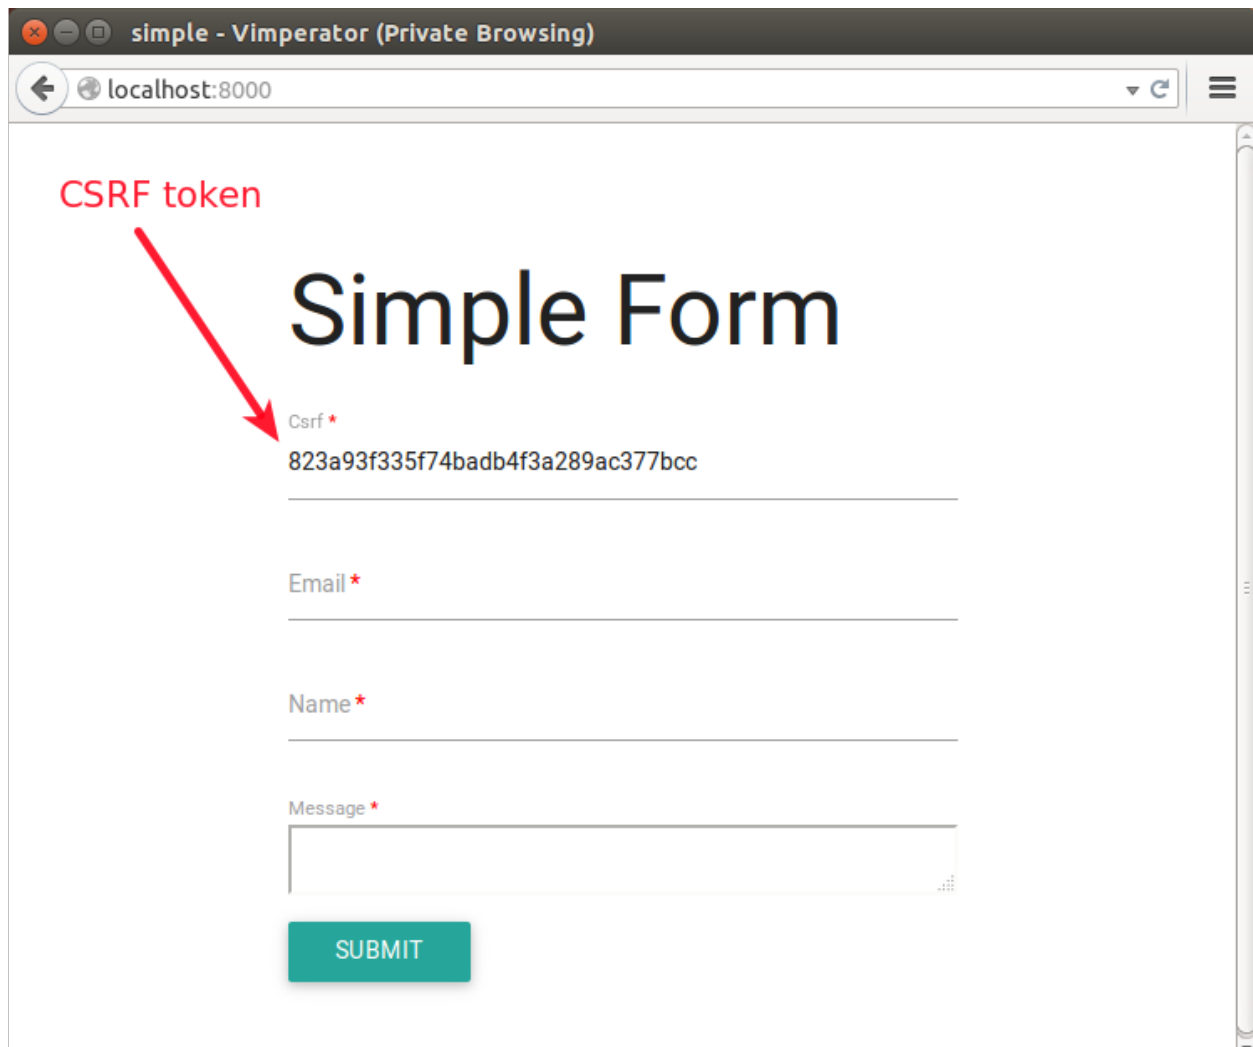 simple - Vimperator (Private Browsing)
localhost:8000
CSRF token
Simple Form
Csrf *
823a93f335f74badb4f3a289ac377bcc
Email *
Name *
Message *
SUBMIT